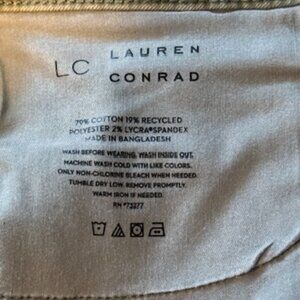 LC LAUREN
CONRAD
79% COTTON 19% RECYCLED
POLYESTER 2% LYCRA®SPANDEX
MADE IN BANGLADESH
WASH BEFORE WEARING. WASH INSIDE OUT.
MACHINE WASH COLD WITH LIKE COLORS.
ONLY NON-CHLORINE BLEACH WHEN NEEDED.
TUMBLE DRY LOW. REMOVE PROMPTLY.
WARM IRON IF NEEDED.
RN #73277